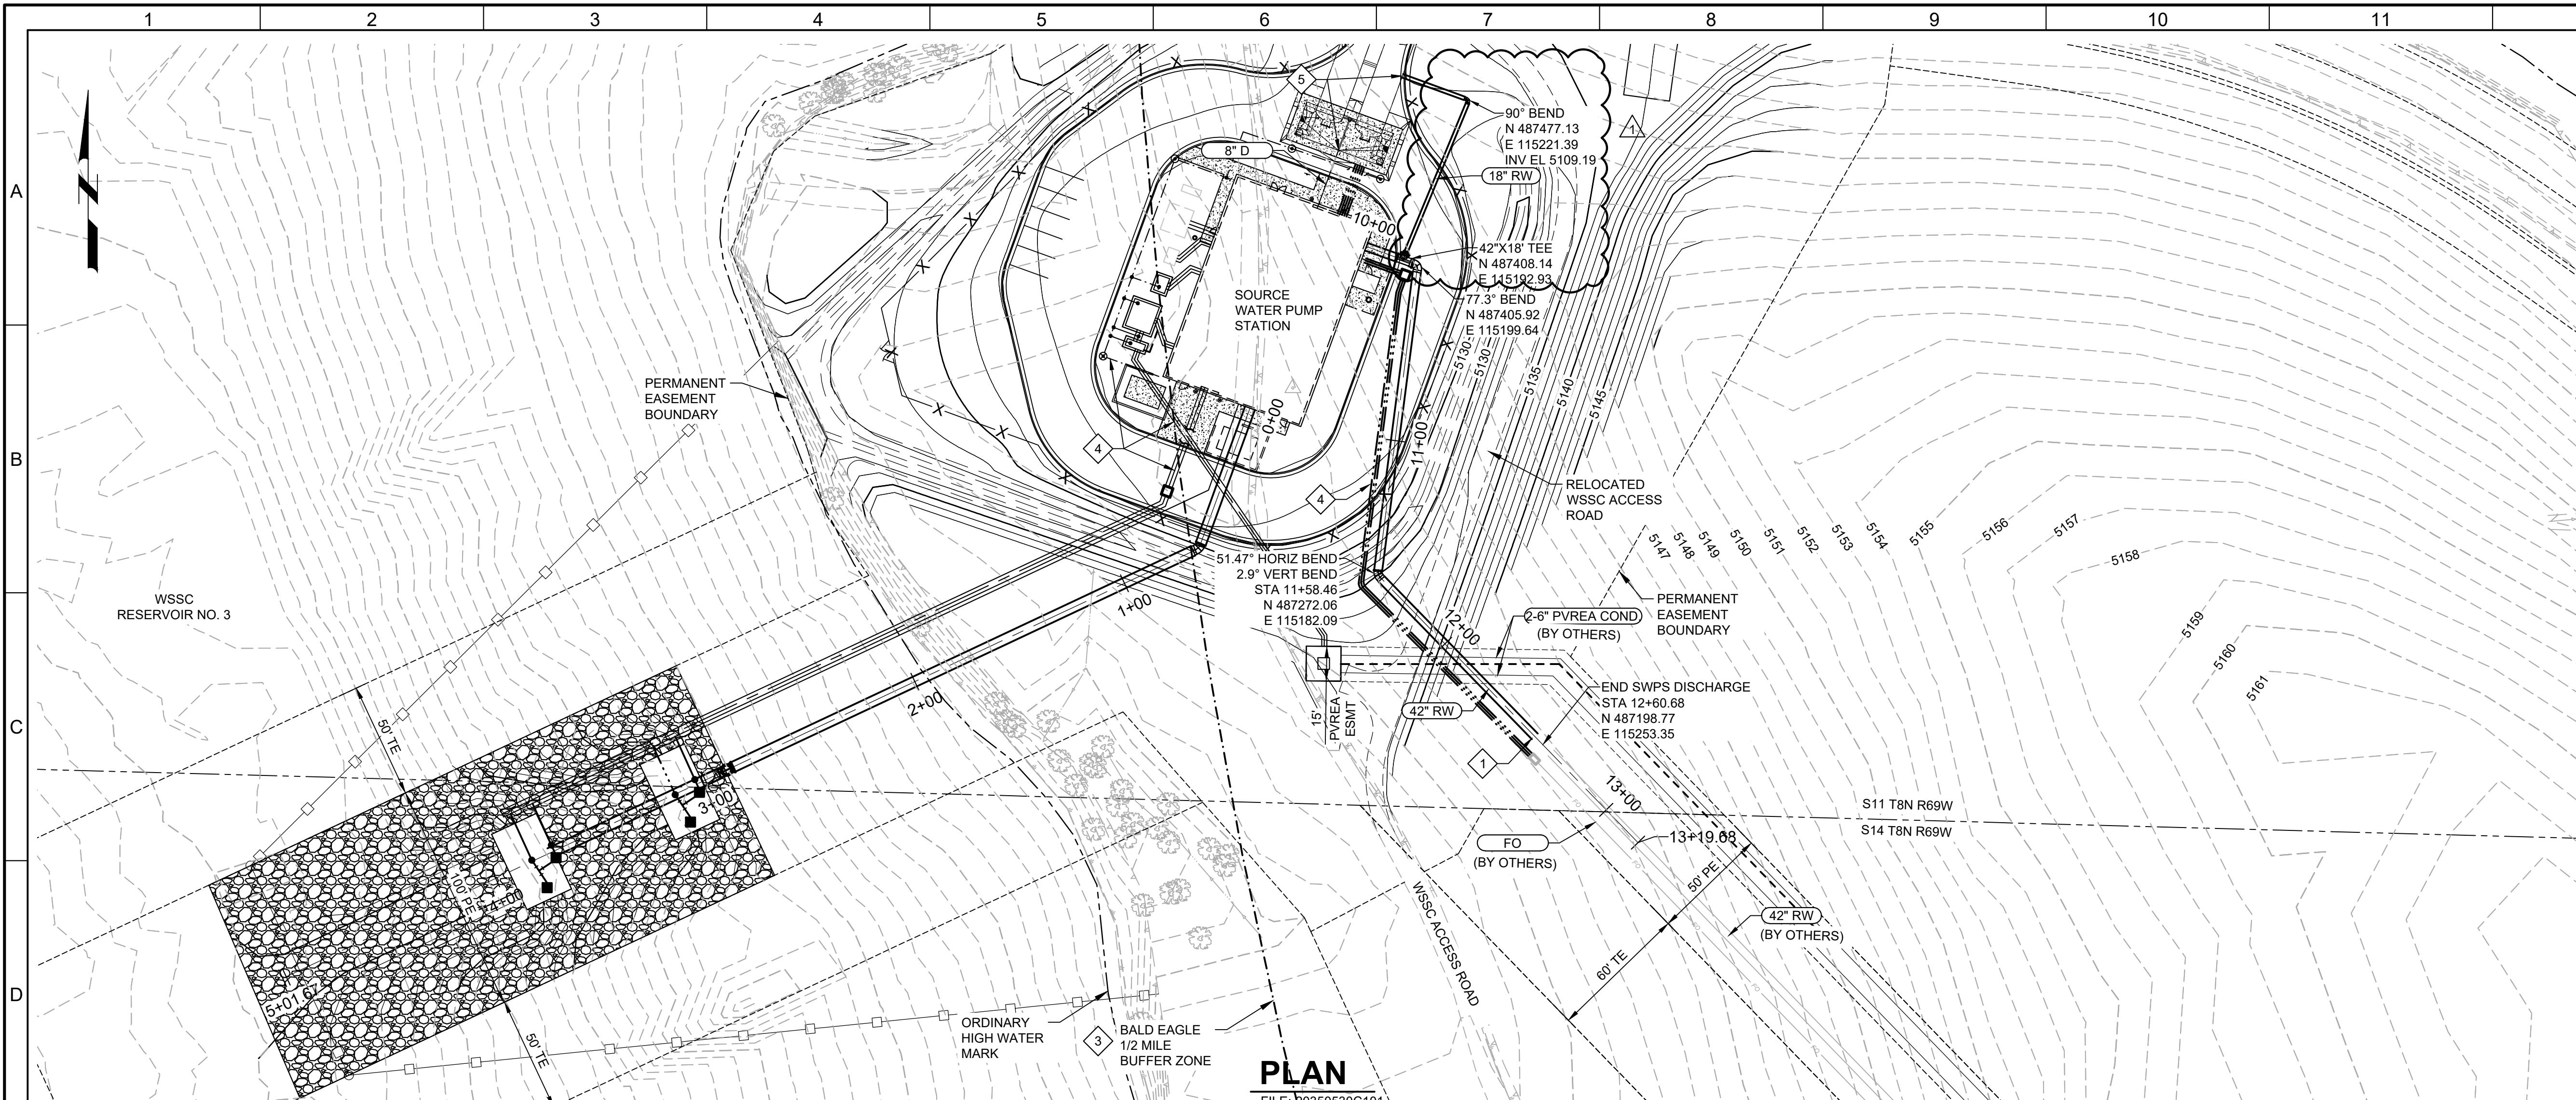 1
2
3
4
5
6
7
8
9
10
11
A
B
C
D
5
8" D
90° BEND
N 487477.13
E 115221.39
INV EL 5109.19
18" RW
1
10+00
42"X18' TEE
N 487408.14
E 115192.93
77.3° BEND
N 487405.92
E 115199.64
SOURCE
WATER PUMP
STATION
5130
5130
5135
5140
5145
PERMANENT
EASEMENT
BOUNDARY
0+00
4
11+00
4
RELOCATED
WSSC ACCESS
ROAD
5147
5148
5149
5150
5151
5152
5153
5154
5155
5156
5157
5158
5159
5160
5161
51.47° HORIZ BEND
2.9° VERT BEND
STA 11+58.46
N 487272.06
E 115182.09
WSSC
RESERVOIR NO. 3
1+00
12+00
2-6" PVREA COND
(BY OTHERS)
PERMANENT
EASEMENT
BOUNDARY
2+00
15'
PVREA
ESMT
42" RW
END SWPS DISCHARGE
STA 12+60.68
N 487198.77
E 115253.35
1
50' TE
3+00
13+00
13+19.68
S11 T8N R69W
S14 T8N R69W
FO
(BY OTHERS)
100' PE
4+00
50' PE
42" RW
(BY OTHERS)
WSSC ACCESS ROAD
60' TE
5+01.67
50' TE
ORDINARY
HIGH WATER
MARK
3
BALD EAGLE
1/2 MILE
BUFFER ZONE
PLAN